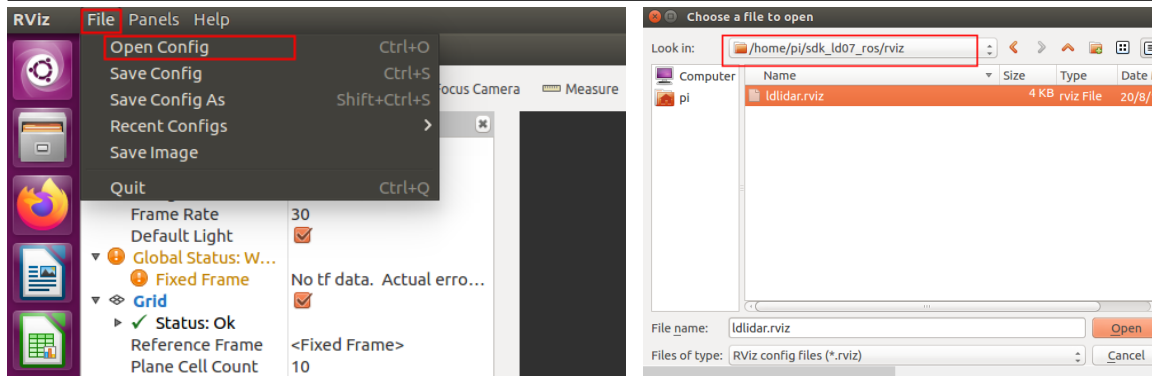 RViz File Panels Help
Open Config Ctrl+O
Save Config Ctrl+S
Save Config As Shift+Ctrl+S
Recent Configs
Save Image
Quit Ctrl+Q
ocus Camera Measure
Frame Rate 30
Default Light
Global Status: W...
Fixed Frame No tf data. Actual erro...
Grid
Status: Ok
Reference Frame <Fixed Frame>
Plane Cell Count 10
Choose a file to open
Look in: /home/pi/sdk_ld07_ros/rviz
Computer
pi
Name Size Type Date
ldlidar.rviz 4 KB rviz File 20/8/
File name: ldlidar.rviz Open
Files of type: RViz config files (*.rviz) Cancel